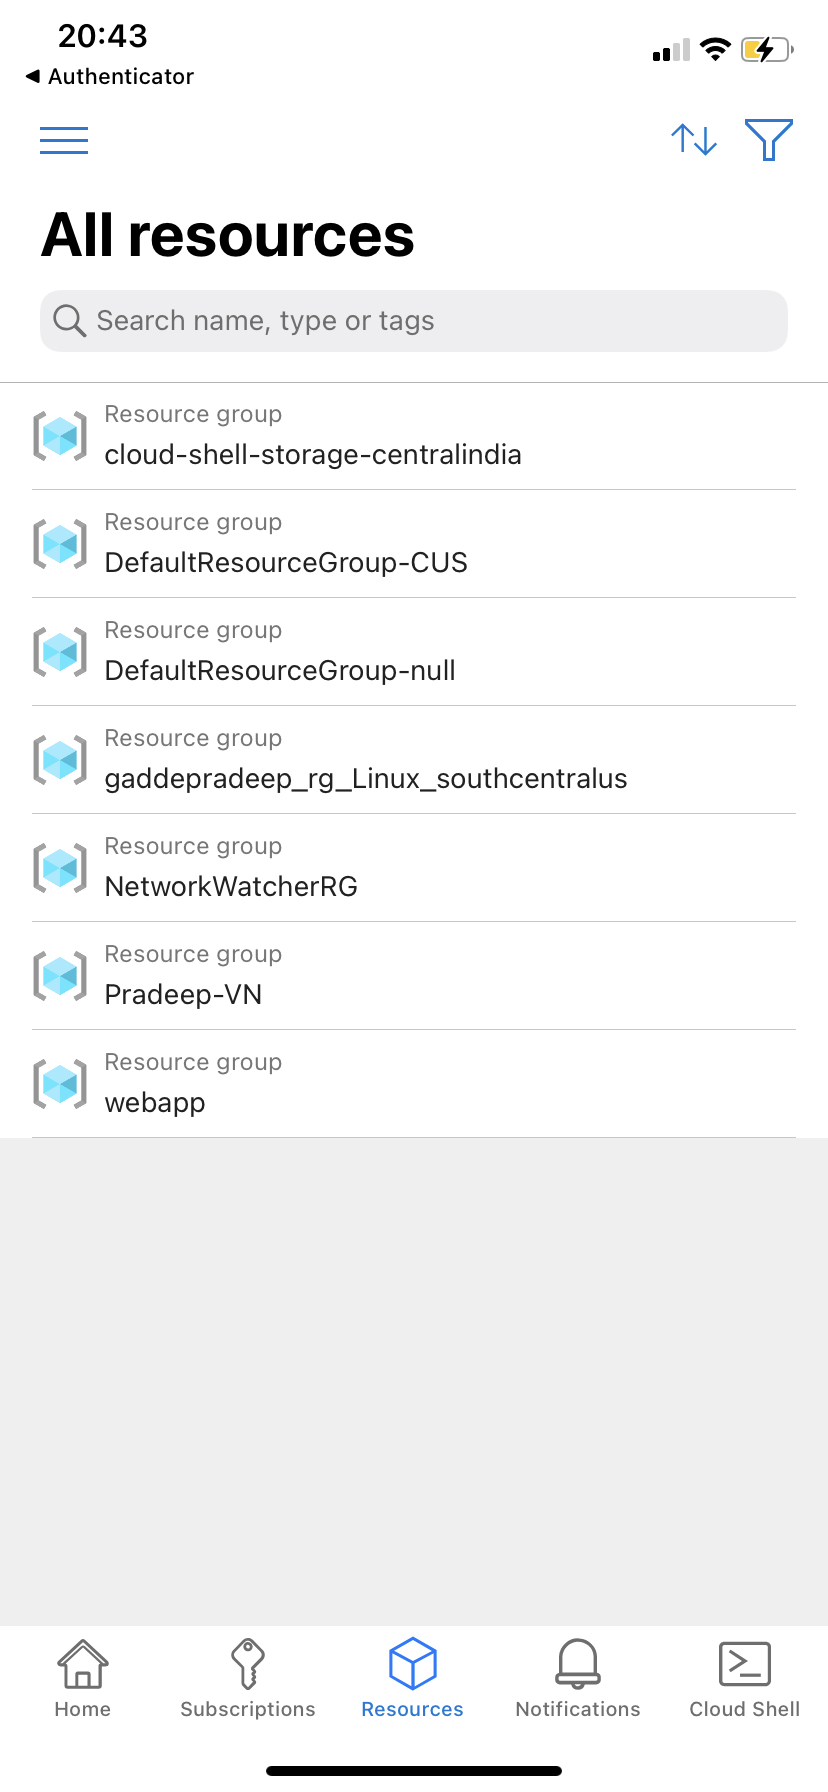 20:43
◀ Authenticator
All resources
Search name, type or tags
Resource group
cloud-shell-storage-centralindia
Resource group
DefaultResourceGroup-CUS
Resource group
DefaultResourceGroup-null
Resource group
gaddepradeep_rg_Linux_southcentralus
Resource group
NetworkWatcherRG
Resource group
Pradeep-VN
Resource group
webapp
Home Subscriptions Resources Notifications Cloud Shell